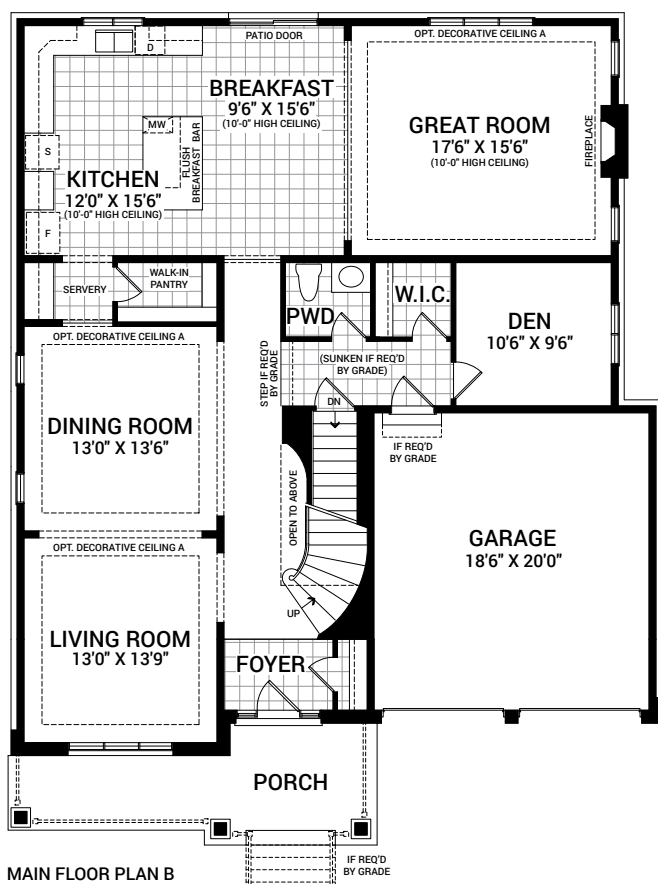 PATIO DOOR
OPT. DECORATIVE CEILING A
D
BREAKFAST
9'6" X 15'6"
(10'-0" HIGH CEILING)
GREAT ROOM
17'6" X 15'6"
(10'-0" HIGH CEILING)
FIREPLACE
MW
FLUSH
BREAKFAST BAR
S
KITCHEN
12'0" X 15'6"
(10'-0" HIGH CEILING)
F
SERVERY
WALK-IN
PANTRY
PWD
W.I.C.
DEN
10'6" X 9'6"
OPT. DECORATIVE CEILING A
STEP IF REQ'D
BY GRADE
(SUNKEN IF REQ'D
BY GRADE)
DN
DINING ROOM
13'0" X 13'6"
IF REQ'D
BY GRADE
OPEN TO ABOVE
GARAGE
18'6" X 20'0"
OPT. DECORATIVE CEILING A
UP
LIVING ROOM
13'0" X 13'9"
FOYER
PORCH
IF REQ'D
BY GRADE
MAIN FLOOR PLAN B